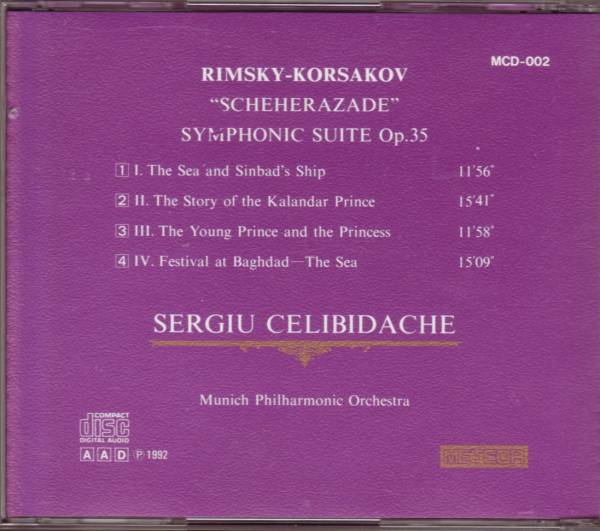 MCD-002
RIMSKY-KORSAKOV
“SCHEHERAZADE”
SYMPHONIC SUITE Op.35
1 I. The Sea and Sinbad's Ship 11'56"
2 II. The Story of the Kalandar Prince 15'41"
3 III. The Young Prince and the Princess 11'58"
4 IV. Festival at Baghdad—The Sea 15'09"
SERGIU CELIBIDACHE
Munich Philharmonic Orchestra
COMPACT
disc
DIGITAL AUDIO
A A D Ⓟ 1992
METEOR